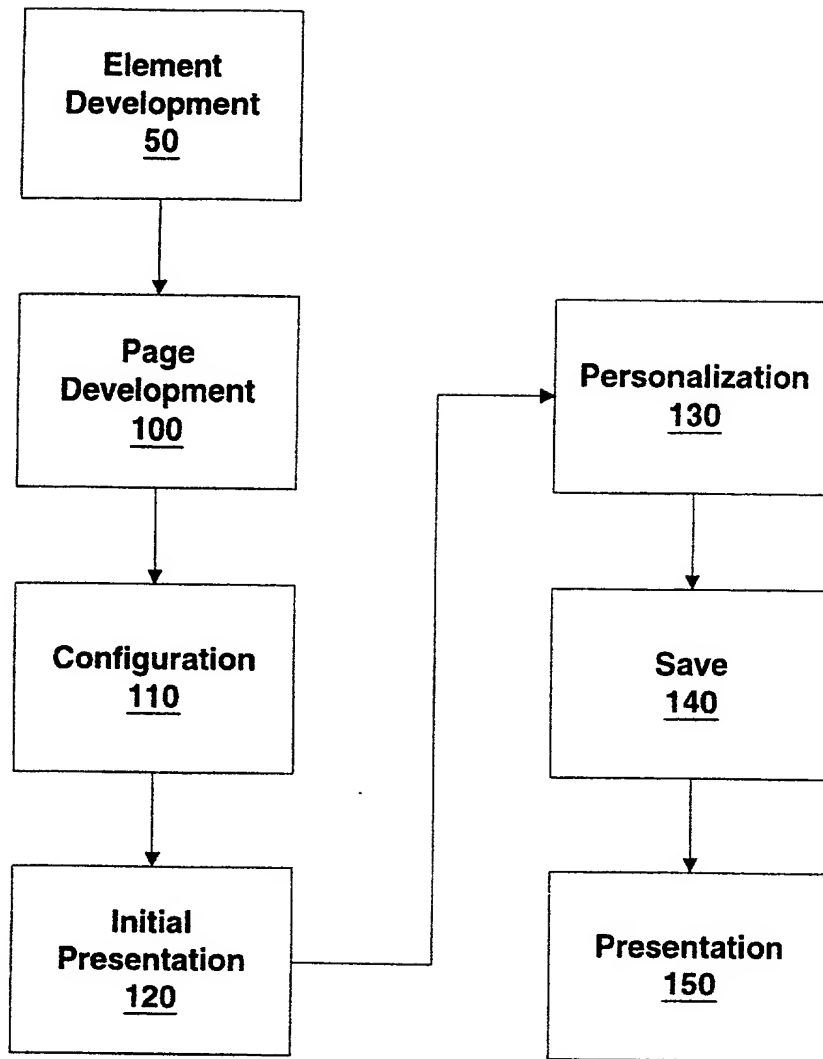 Element
Development
50
Page
Development
100
Configuration
110
Initial
Presentation
120
Personalization
130
Save
140
Presentation
150